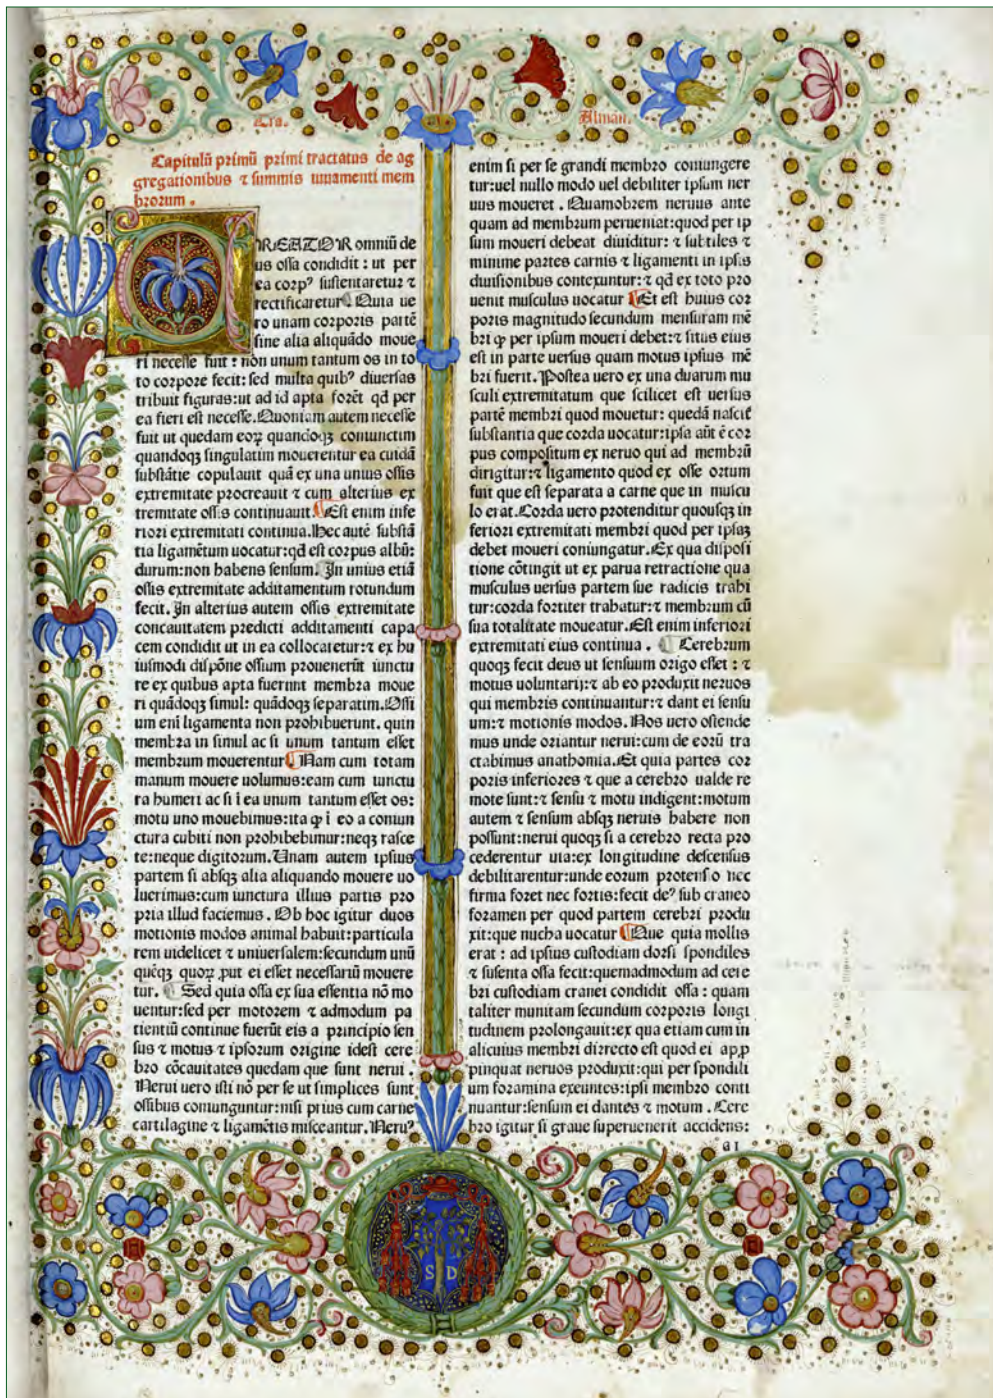 Tra.
Alman.
Capitulū primū primi tractatus de ag
gregationibus ⁊ summis iuuamenti mem
brorum .
CREATOR omniū de
us ossa condidit : ut per
ea corpꝰ sustentaretur ⁊
rectificaretur Quia ue
ro unam corporis partē
sine alia aliquādo moue
ri necesse fuit : non unum tantum os in to
to corpore fecit: sed multa quibꝰ diuersas
tribuit figuras:ut ad id apta forēt qd per
ea fieri est necesse.Quoniam autem necesse
fuit ut quedam eoꝝ quandoqꝫ coniunctim
quandoqꝫ singulatim mouerentur ea cuidā
substātie copulauit quā ex una unius ossis
extremitate procreauit ⁊ cum alterius ex
tremitate ossis continuauit Est enim infe
riori extremitati continua.Hec autē substā
tia ligamētum uocatur:qd est corpus albū:
durum:non habens sensum. In unius etiā
ossis extremitate additamentum rotundum
fecit. In alterius autem ossis extremitate
concauitatem predicti additamenti capa
cem condidit ut in ea collocaretur:⁊ ex hu
iusmodi dispōne ossium prouenerūt iunctu
re ex quibus apta fuerunt membra moue
ri quādoqꝫ simul: quādoqꝫ separatim.Ossi
um eni ligamenta non prohibuerunt. quin
membra in simul ac si unum tantum esset
membrum mouerentur Nam cum totam
manum mouere uolumus:eam cum iunctu
ra humeri ac si i ea unum tantum esset os:
motu uno mouebimus:ita ꝙ i eo a coniun
ctura cubiti non prohibebimur:neqꝫ rasce
te:neque digitorum.Unam autem ipsius
partem si absqꝫ alia aliquando mouere uo
luerimus:cum iunctura illius partis pro
pria illud faciemus . Ob hoc igitur duos
motionis modos animal habuit:particula
rem uidelicet ⁊ uniuersalem:secundum unū
quēqꝫ quoꝝ ꝓut ei esset necessariū mouere
tur. Sed quia ossa ex sua essentia nō mo
uentur:sed per motorem ⁊ admodum pa
tientiū continue fuerūt eis a principio sen
sus ⁊ motus ⁊ ipsorum origine idest cere
bro cōcauitates quedam que sunt nerui .
Nerui uero isti nō per se ut simplices sunt
ossibus coniunguntur:nisi prius cum carne
cartilagine ⁊ ligamētis misceantur. Neruꝰ
enim si per se grandi membro coniungere
tur:uel nullo modo uel debiliter ipsum ner
uus moueret . Quamobrem neruus ante
quam ad membrum perueniat:quod per ip
sum moueri debeat diuiditur: ⁊ subtiles ⁊
minime partes carnis ⁊ ligamenti in ipsis
diuisionibus contexuntur:⁊ qd ex toto pro
uenit musculus uocatur Et est huius cor
poris magnitudo secundum mensuram mē
bri ꝙ per ipsum moueri debet:⁊ situs eius
est in parte uersus quam motus ipsius mē
bri fuerit.Postea uero ex una duarum mu
sculi extremitatum que scilicet est uersus
partē membri quod mouetur: quedā nascit᷑
substantia que corda uocatur:ipsa aūt ē cor
pus compositum ex neruo qui ad membrū
dirigitur:⁊ ligamento quod ex osse ortum
fuit que est separata a carne que in muscu
lo erat.Corda uero protenditur quousqꝫ in
feriori extremitati membri quod per ipsaꝫ
debet moueri coniungatur.Ex qua disposi
tione cōtingit ut ex parua retractione qua
musculus uersus partem sue radicis trahi
tur:corda fortiter trahatur:⁊ membrum cū
sua totalitate moueatur.Est enim inferiori
extremitati eius continua . Cerebrum
quoqꝫ fecit deus ut sensuum origo esset : ⁊
motus uoluntarij:⁊ ab eo produxit neruos
qui membris continuantur:⁊ dant ei sensu
um:⁊ motionis modos. Nos uero ostende
mus unde oriantur nerui:cum de eorū tra
ctabimus anathomia.Et quia partes cor
poris inferiores ⁊ que a cerebro ualde re
mote sunt:⁊ sensu ⁊ motu indigent:motum
autem ⁊ sensum absqꝫ neruis habere non
possunt:nerui quoqꝫ si a cerebro recta pro
cederentur uia:ex longitudine descensus
debilitarentur:unde eorum protensio nec
firma foret nec fortis:fecit deꝰ sub craneo
foramen per quod partem cerebri produ
xit:que nucha uocatur Que quia mollis
erat : ad ipsius custodiam dorsi spondiles
⁊ susenta ossa fecit:quemadmodum ad cere
bri custodiam cranei condidit ossa : quam
taliter munitam secundum corporis longi
tudinem prolongauit:ex qua etiam cum in
alicuius membri directo est quod ei apꝓ
pinquat neruos produxit:qui per spondili
um foramina exeuntes:ipsi membro conti
nuantur:sensum ei dantes ⁊ motum . Cere
bro igitur si graue superuenerit accidens:
a1
S D